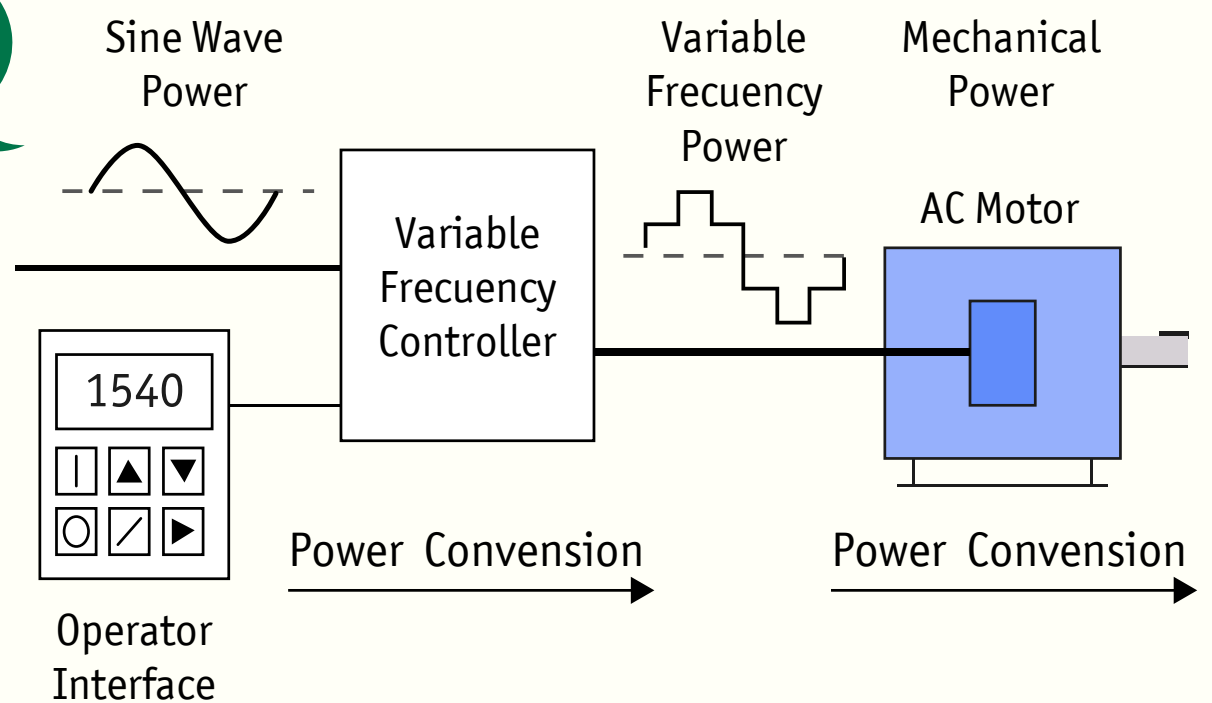 Sine Wave
Power
Variable
Frecuency
Power
Mechanical
Power
AC Motor
Variable
Frecuency
Controller
1540
Power Convension
Power Convension
Operator
Interface